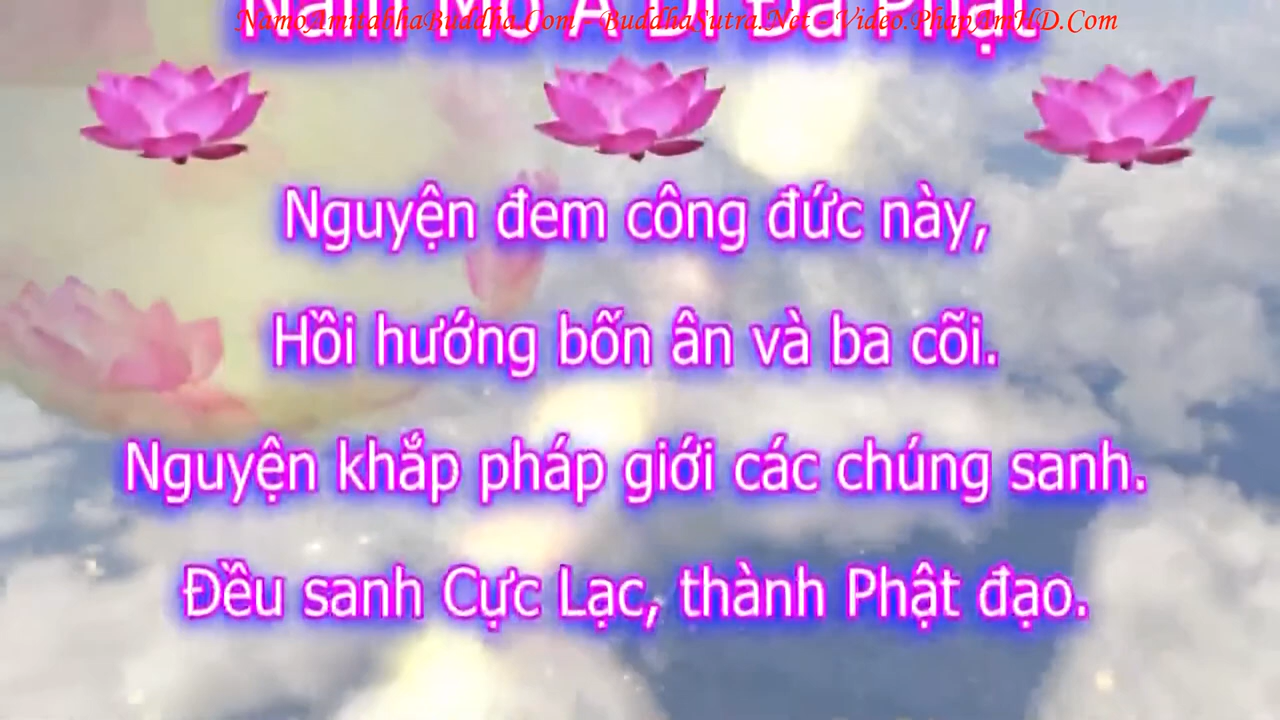 NamoAmitabhaBuddha.Com - BuddhaSutra.Net - Video.PhapAmHD.Com
Nam Mô A Di Đà Phật
Nguyện đem công đức này,
Hồi hướng bốn ân và ba cõi.
Nguyện khắp pháp giới các chúng sanh.
Đều sanh Cực Lạc, thành Phật đạo.